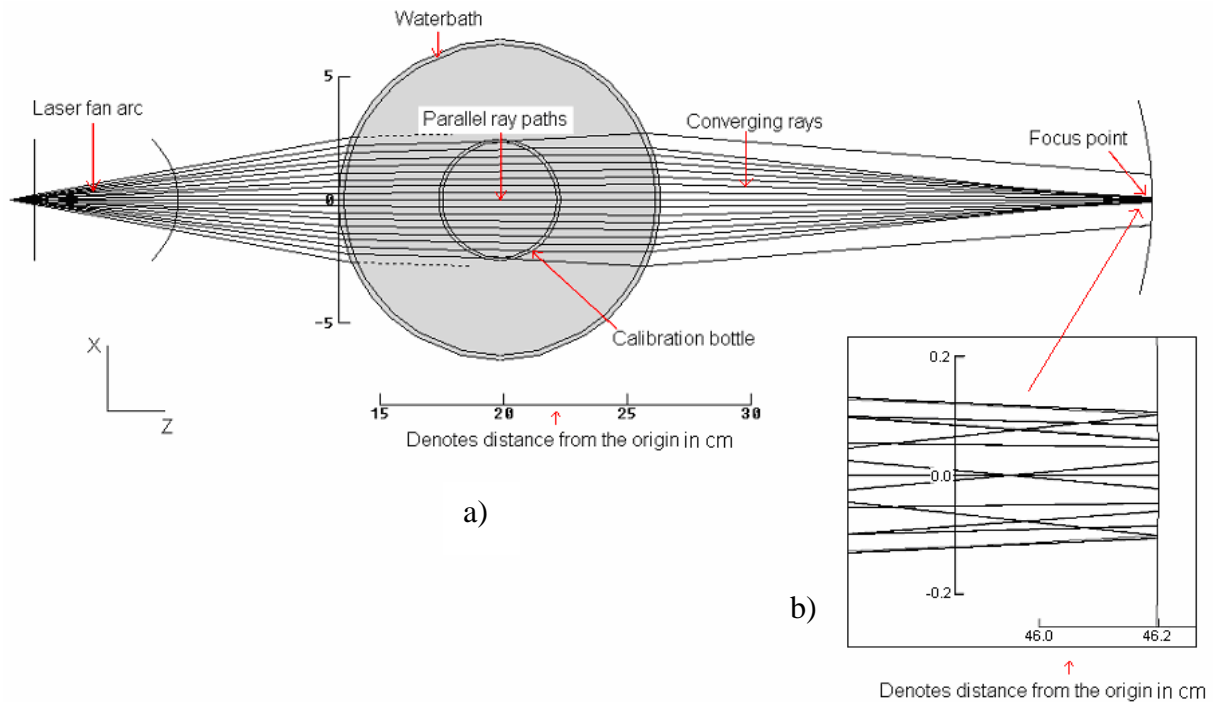 Waterbath
Laser fan arc
5
Parallel ray paths
Converging rays
Focus point
0
-5
Calibration bottle
X
Z
15 20 25 30
Denotes distance from the origin in cm
a)
0.2
0.0
-0.2
b)
46.0 46.2
Denotes distance from the origin in cm